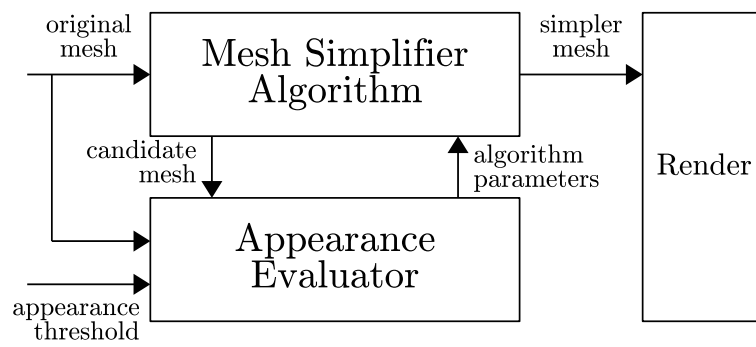 original
mesh
Mesh Simplifier
Algorithm
simpler
mesh
candidate
mesh
algorithm
parameters
Render
Appearance
Evaluator
appearance
threshold